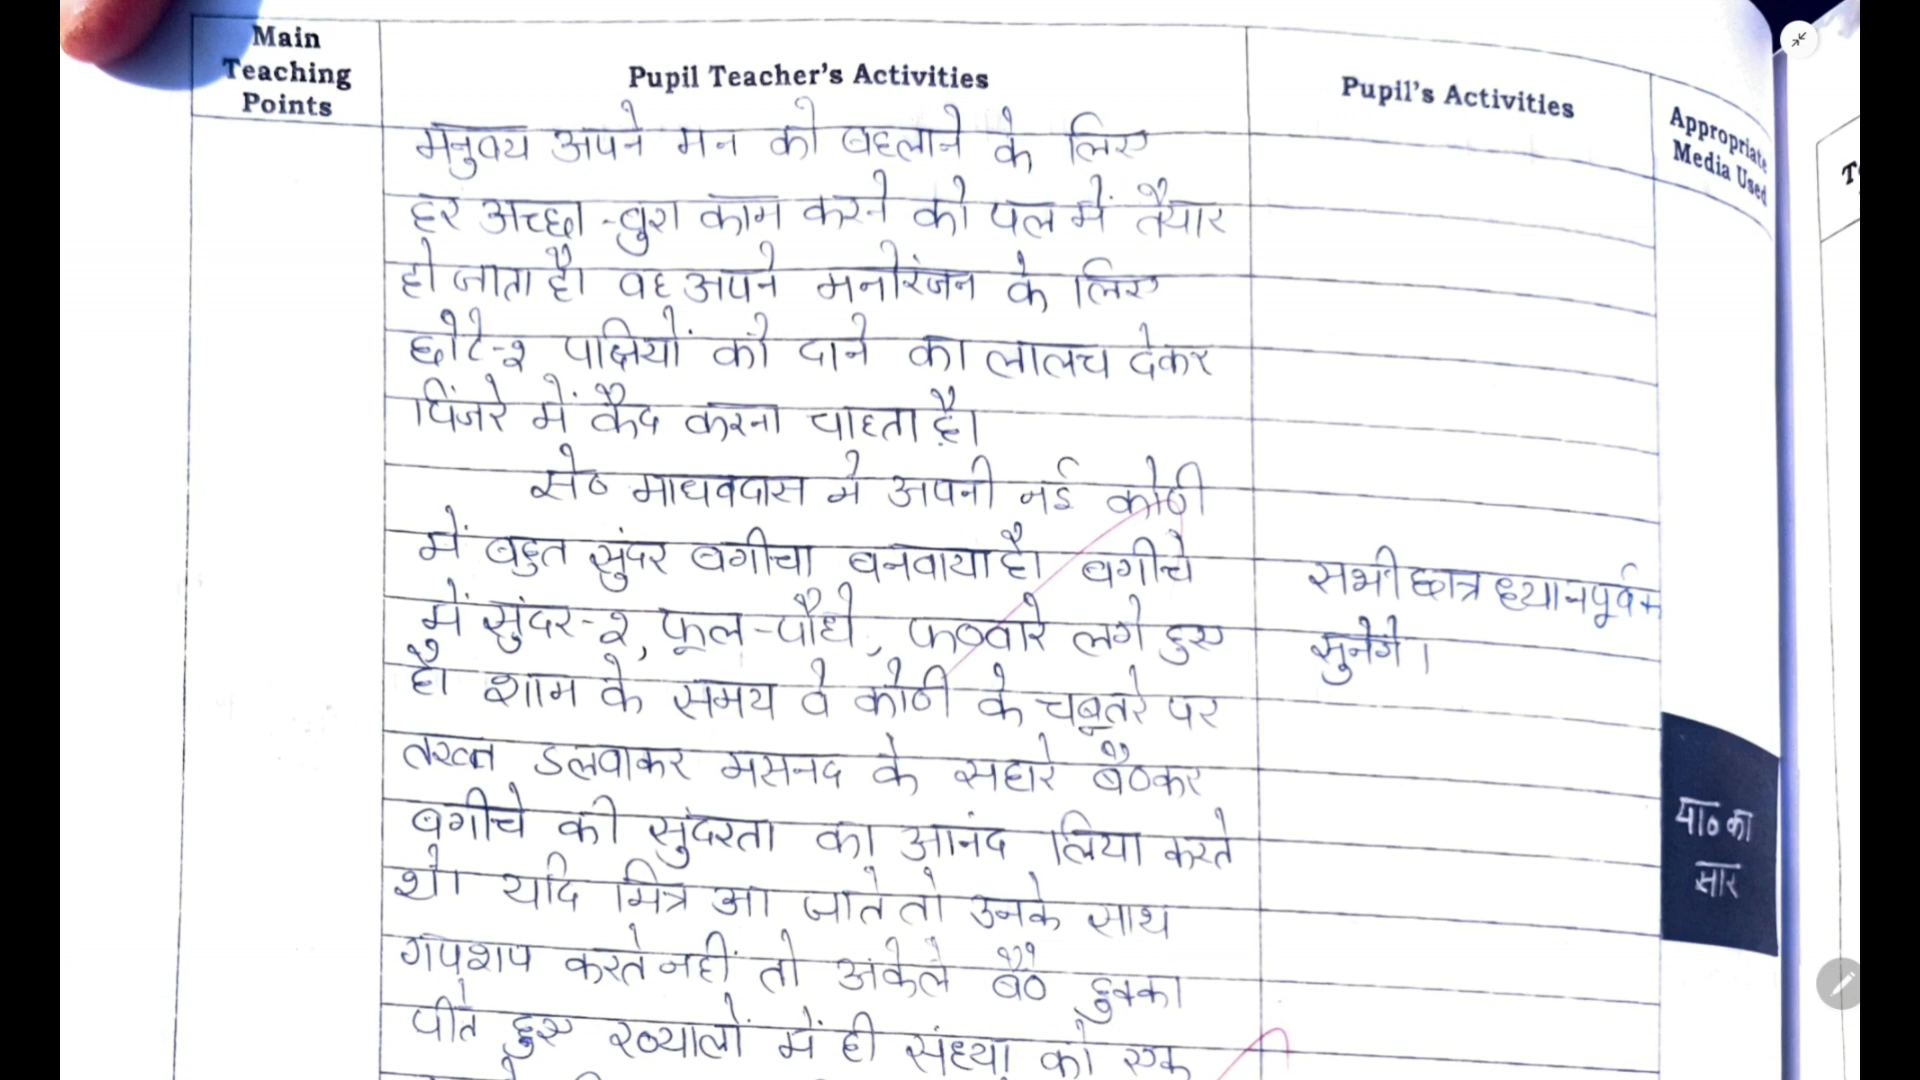 Main
Teaching
Points
Pupil Teacher's Activities
Pupil's Activities
Appropriate
Media Used
मनुष्य अपने मन को बहलाने के लिए
हर अच्छा-बुरा काम करने को पल में तैयार
हो जाता है। वह अपने मनोरंजन के लिए
छोटे-२ पक्षियों को दाने का लालच देकर
पिंजरे में कैद करना चाहता है।
सेठ माधवदास ने अपनी नई कोठी
में बहुत सुंदर बगीचा बनवाया है। बगीचे
में सुंदर-२, फूल-पौधे, फव्वारे लगे हुए
है। शाम के समय वे कोठी के चबूतरे पर
तख्त डलवाकर मसनद के सहारे बैठकर
बगीचे की सुंदरता का आनंद लिया करते
थे। यदि मित्र आ जाते तो उनके साथ
गपशप करते नहीं तो अकेले बैठे हुक्का
पीते हुए ख्यालों में ही संध्या को एक
सभी छात्र ध्यानपूर्वक
सुनेगे।
पाठ का
सार